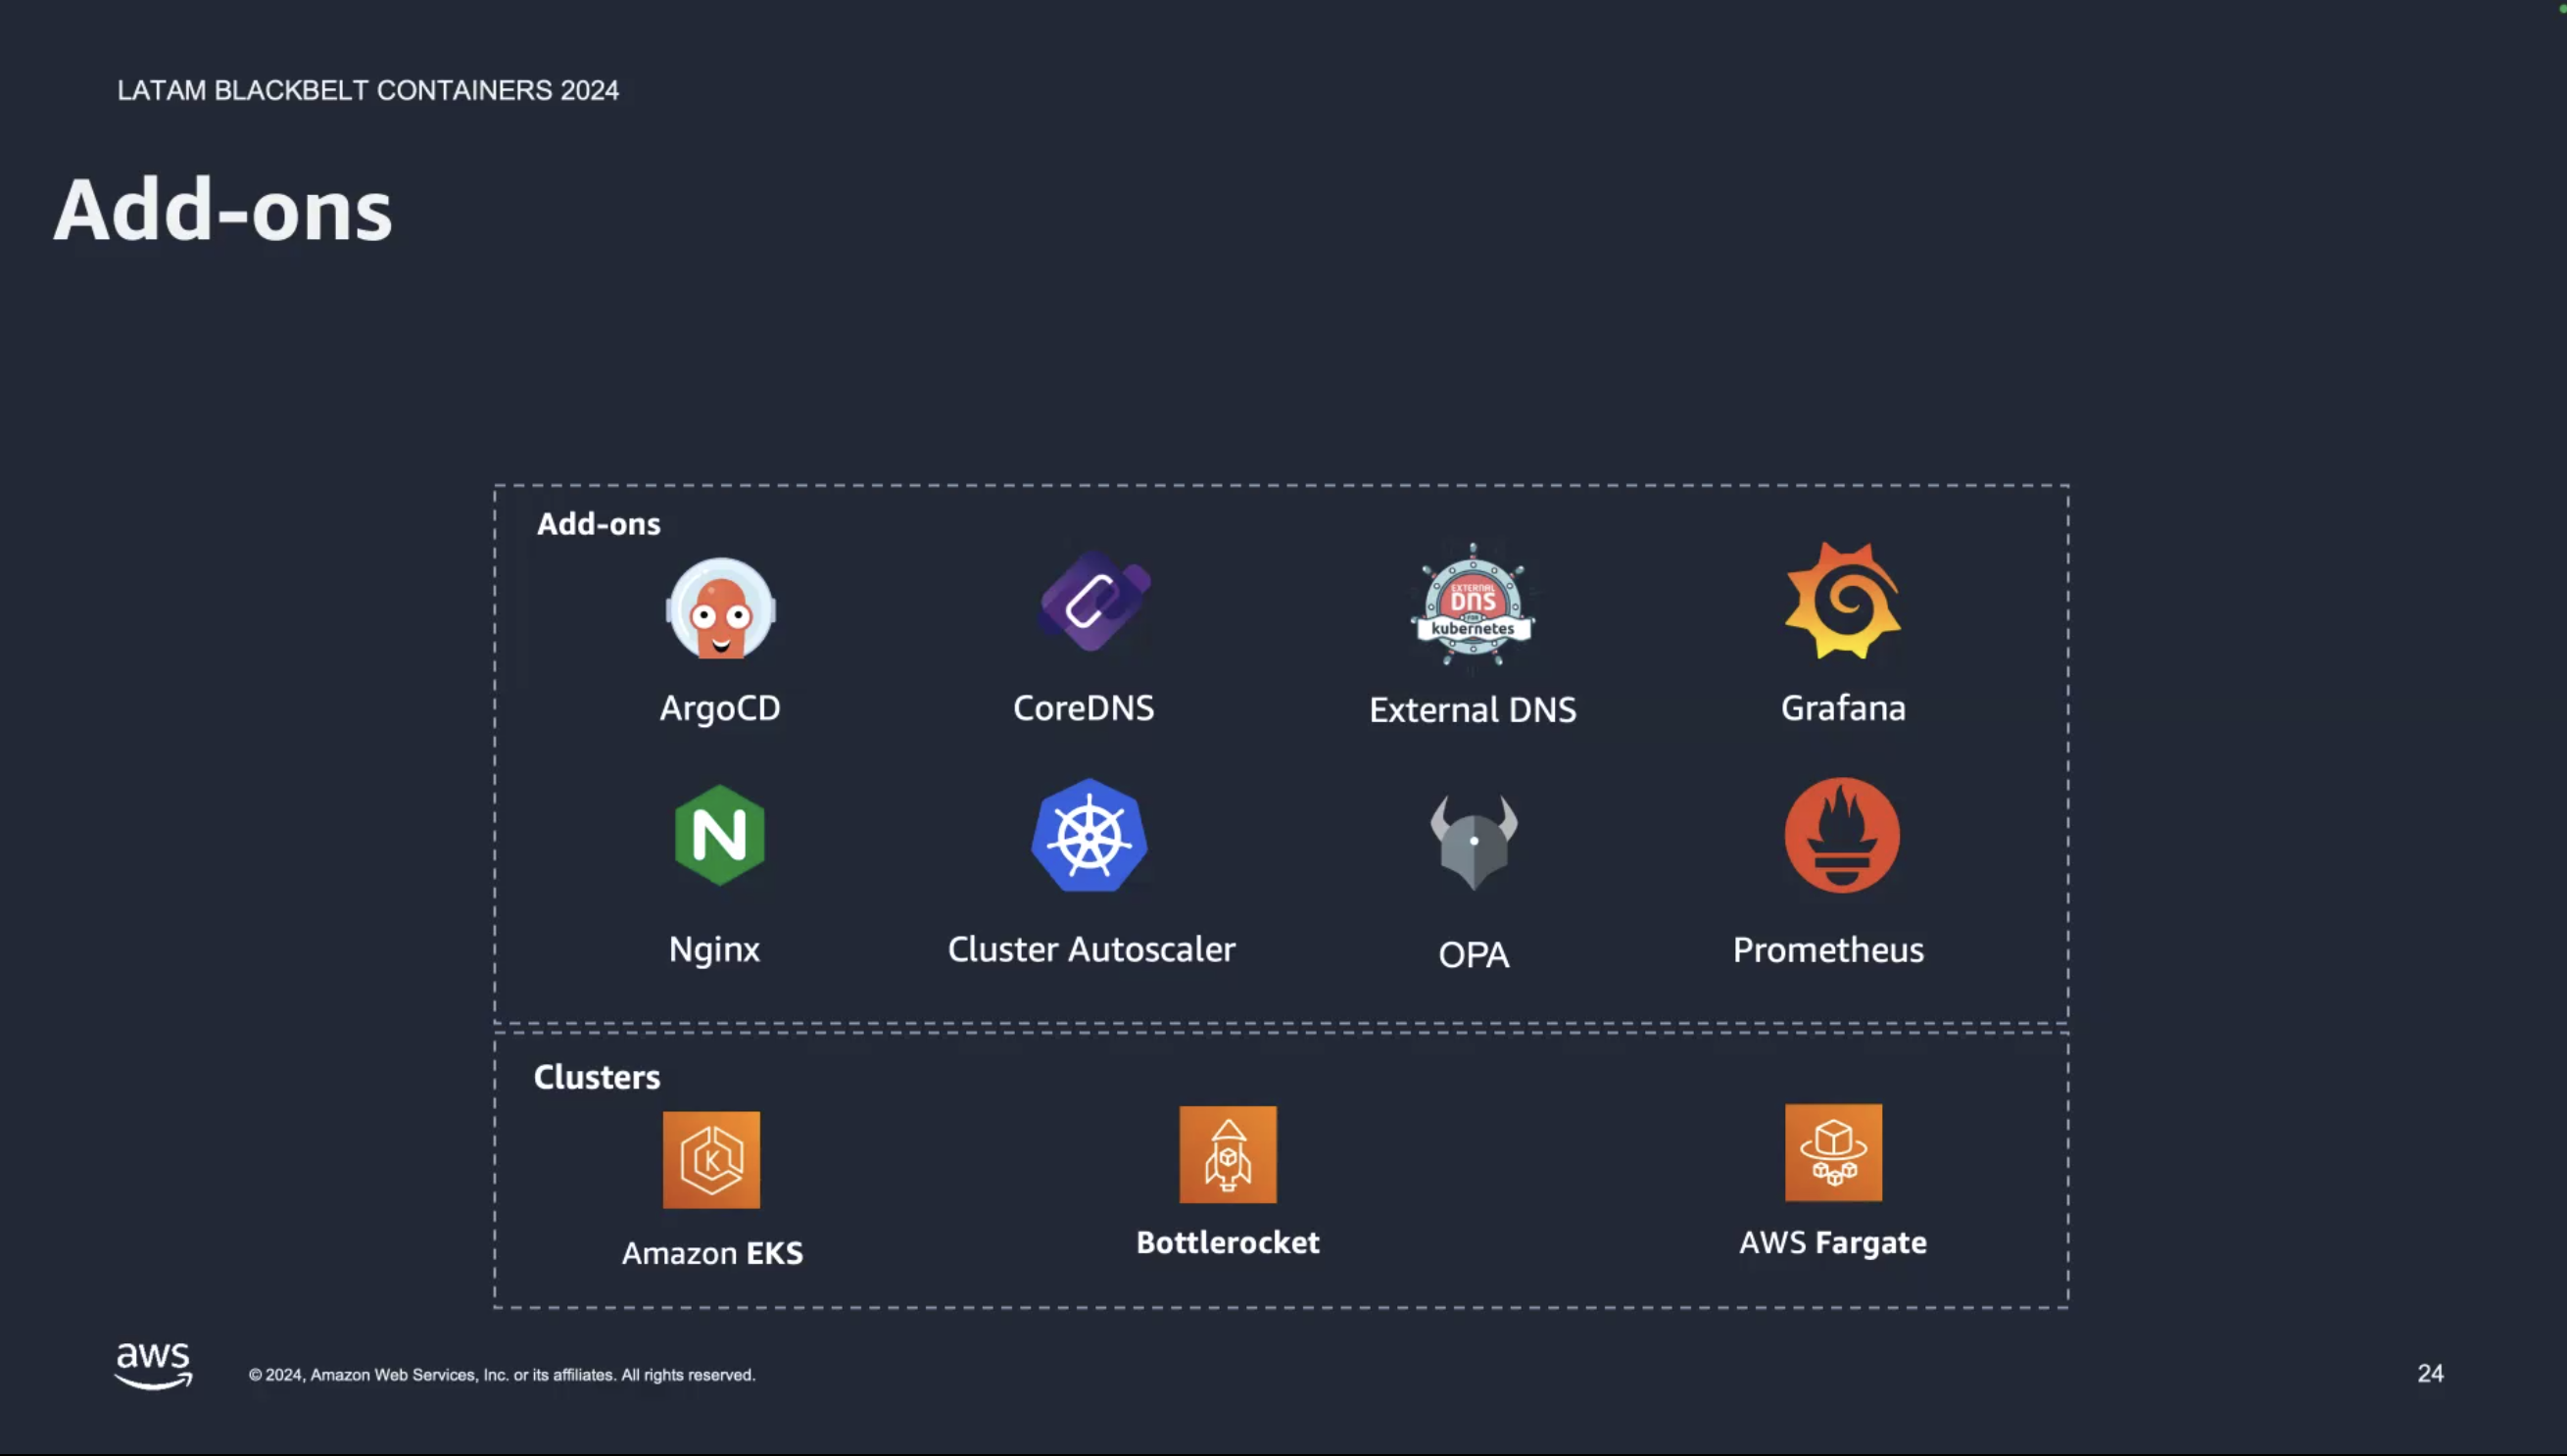 LATAM BLACKBELT CONTAINERS 2024
Add-ons
Add-ons
EXTERNAL
DNS
FOR
kubernetes
ArgoCD
CoreDNS
External DNS
Grafana
N
Nginx
Cluster Autoscaler
OPA
Prometheus
Clusters
K
Amazon EKS
Bottlerocket
AWS Fargate
aws
© 2024, Amazon Web Services, Inc. or its affiliates. All rights reserved.
24